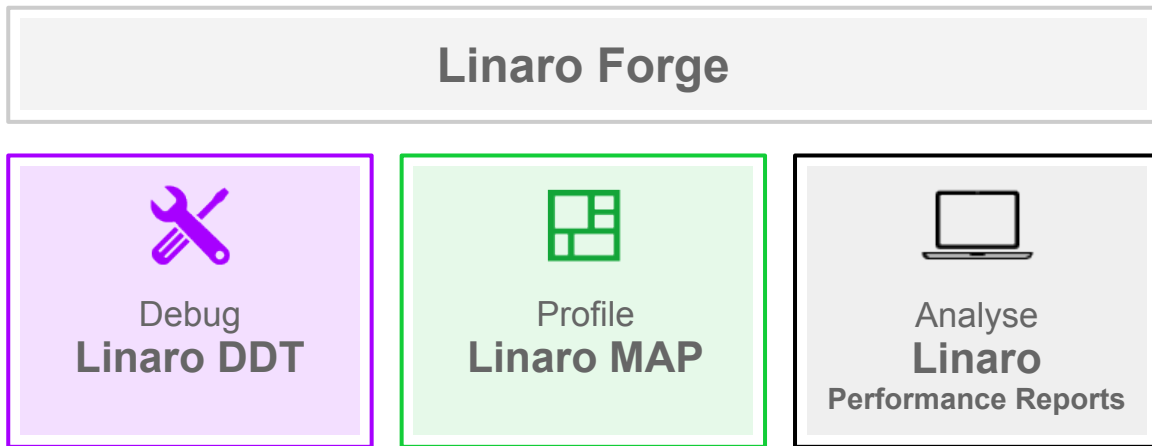 Linaro Forge
Debug
Linaro DDT
Profile
Linaro MAP
Analyse
Linaro
Performance Reports